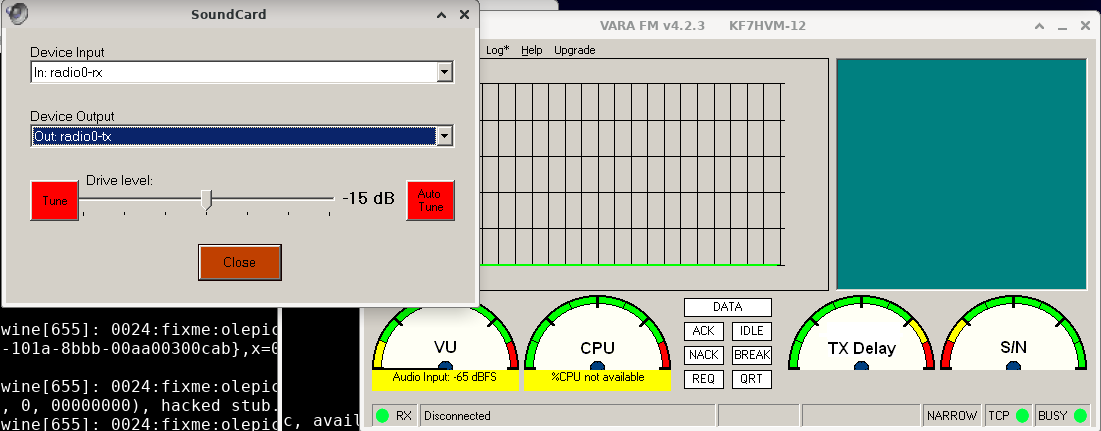 SoundCard
Device Input
In: radio0-rx
Device Output
Out: radio0-tx
Drive level:
Tune
-15 dB
Auto
Tune
Close
VARA FM v4.2.3 KF7HVM-12
Log* Help Upgrade
VU
Audio Input: -65 dBFS
CPU
%CPU not available
DATA
ACK IDLE
NACK BREAK
REQ QRT
TX Delay
S/N
RX Disconnected NARROW TCP BUSY
wine[655]: 0024:fixme:olepic
-101a-8bbb-00aa00300cab},x=0
wine[655]: 0024:fixme:olepic
, 0, 00000000), hacked stub.
wine[655]: 0024:fixme:olepic
c, avail